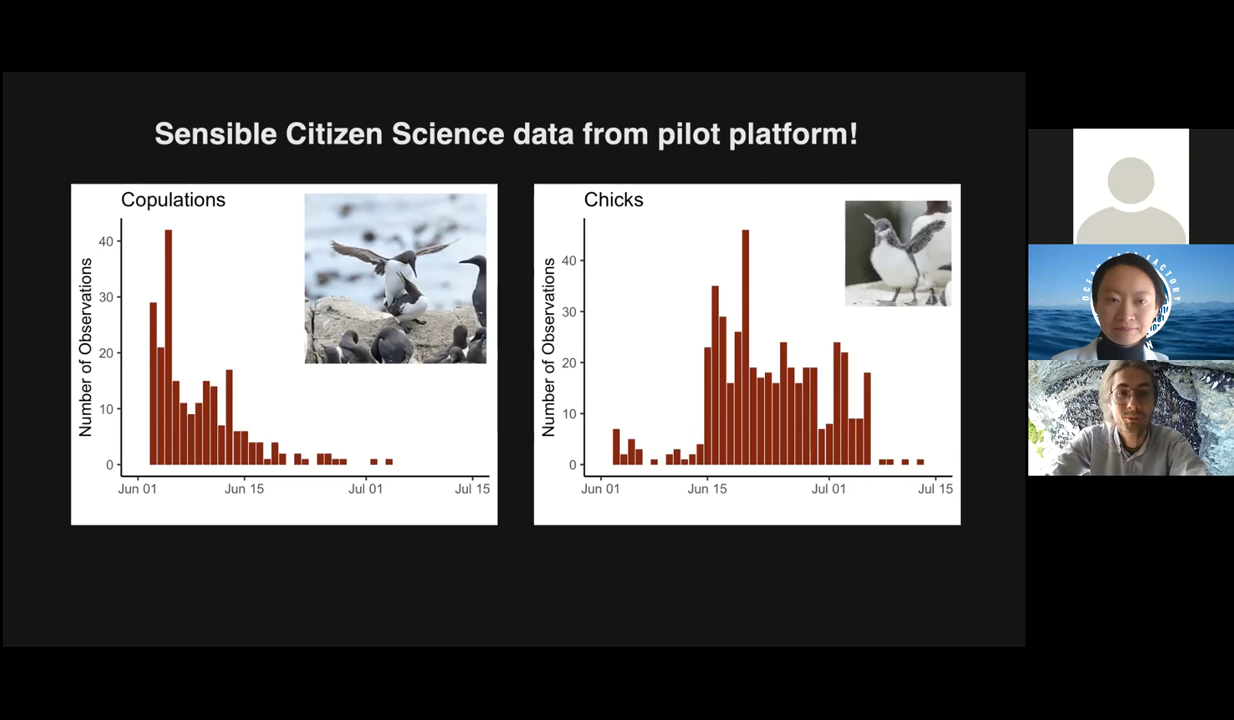 Sensible Citizen Science data from pilot platform!
Copulations
Number of Observations
40
30
20
10
0
Jun 01 Jun 15 Jul 01 Jul 15
Chicks
Number of Observations
40
30
20
10
0
Jun 01 Jun 15 Jul 01 Jul 15